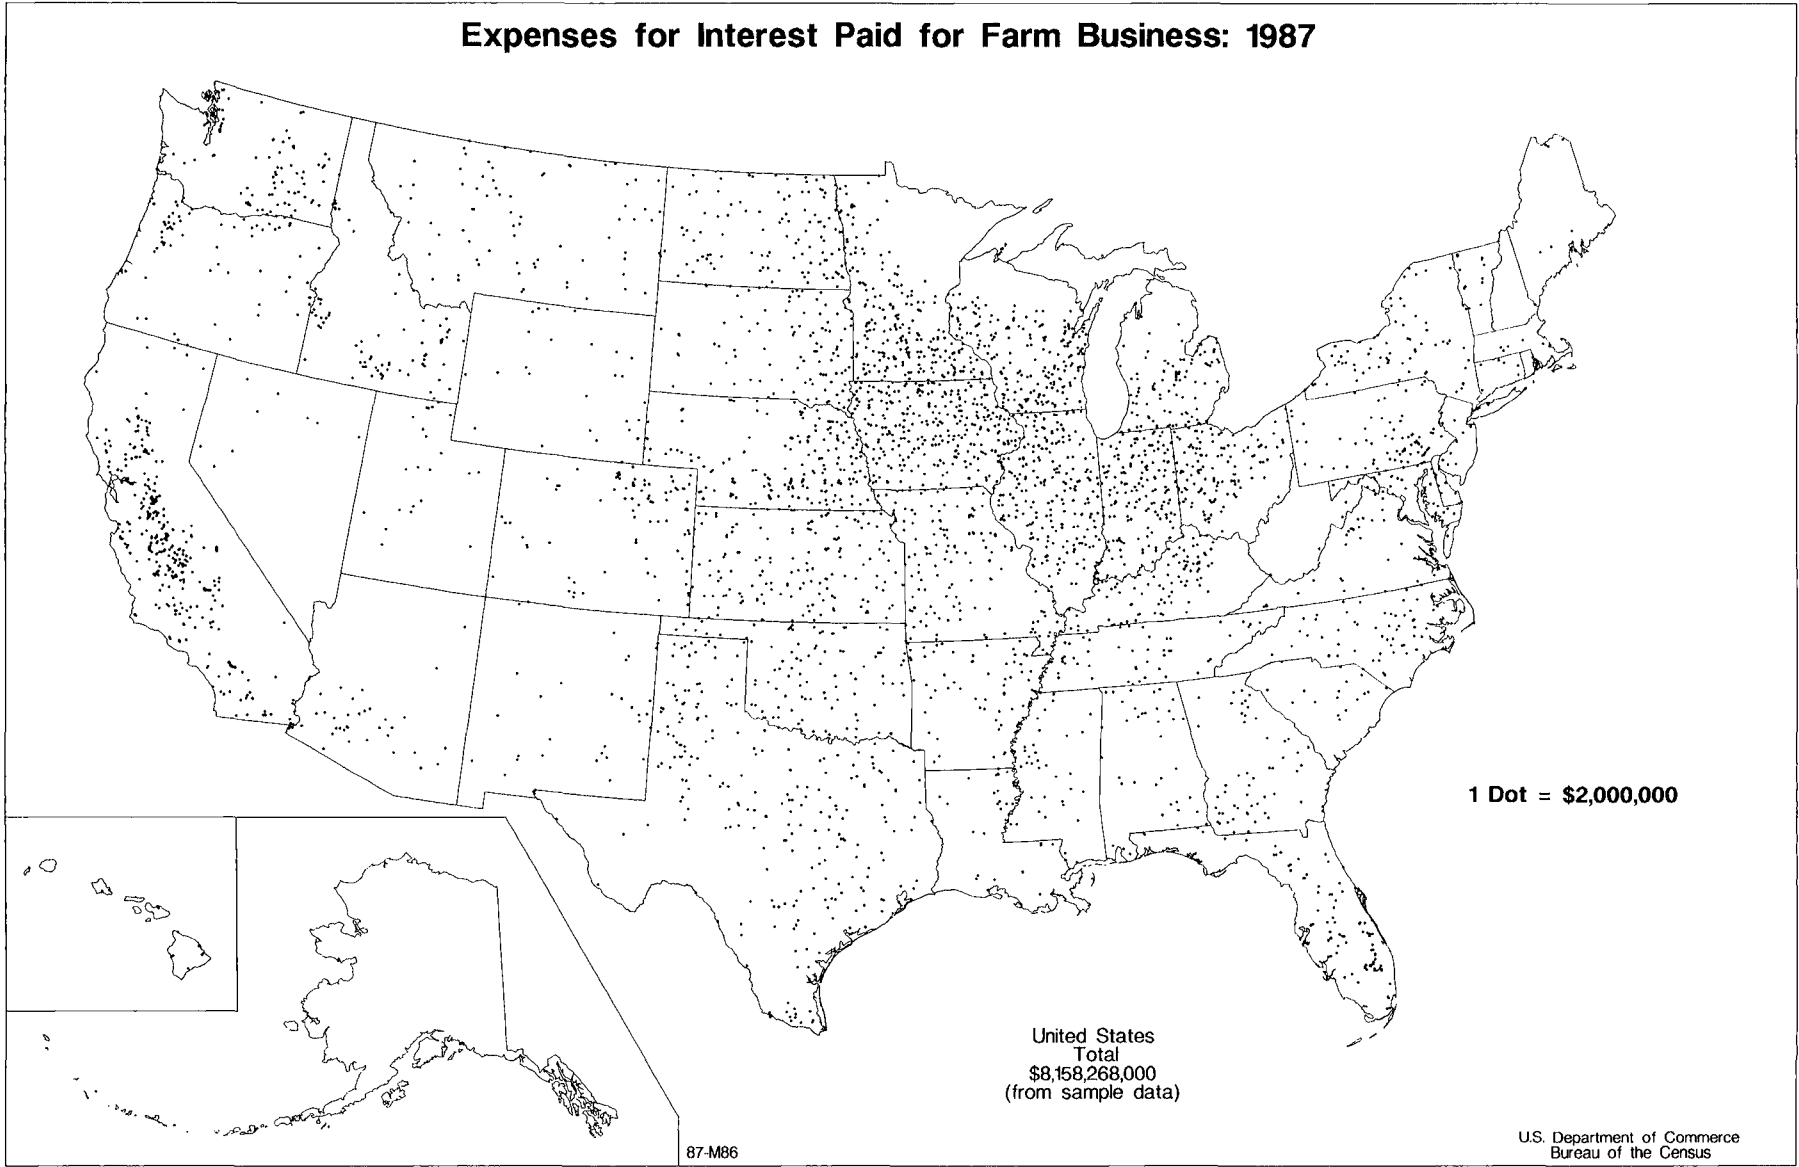 Expenses for Interest Paid for Farm Business: 1987
1 Dot = $2,000,000
United States
Total
$8,158,268,000
(from sample data)
87-M86
U.S. Department of Commerce
Bureau of the Census